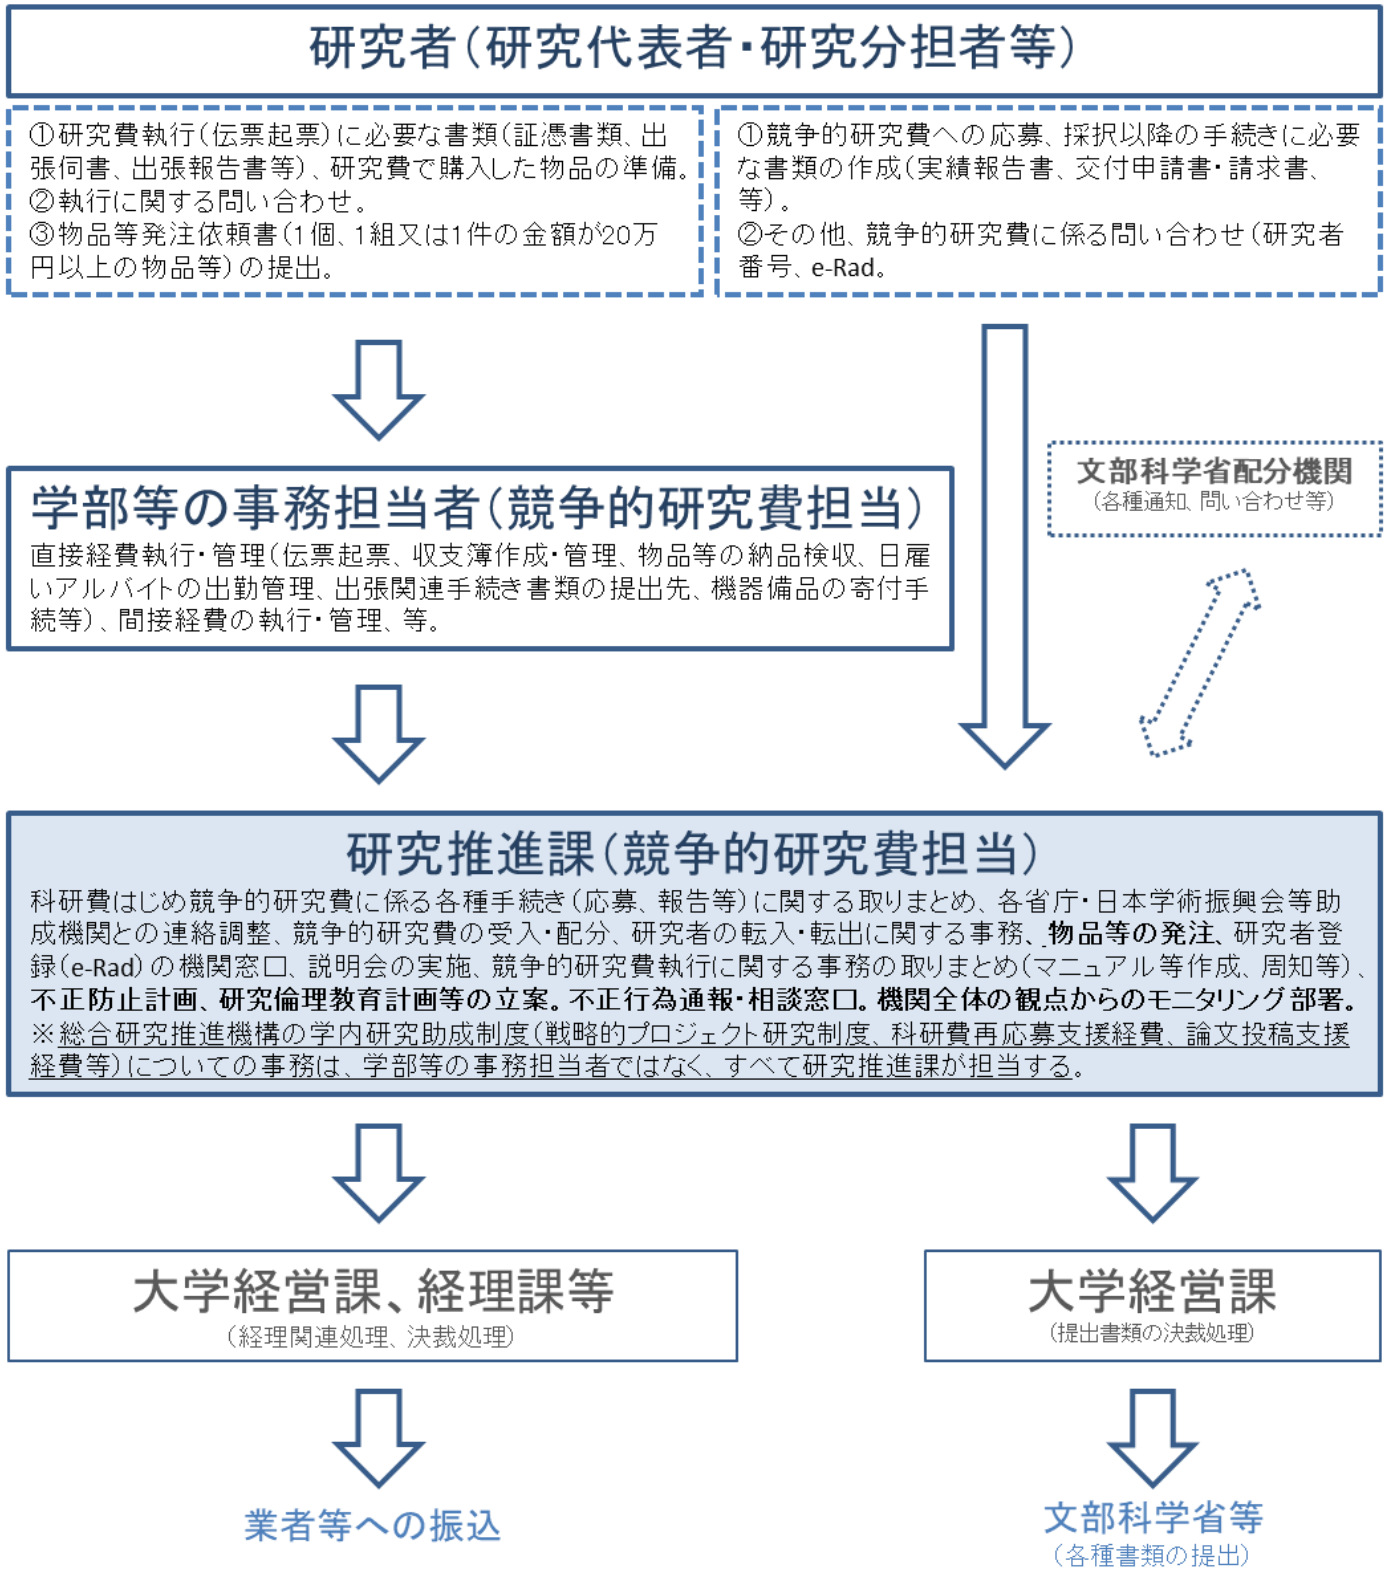 研究者（研究代表者・研究分担者等）
①研究費執行（伝票起票）に必要な書類（証憑書類、出
張伺書、出張報告書等）、研究費で購入した物品の準備。
②執行に関する問い合わせ。
③物品等発注依頼書（1個、1組又は1件の金額が20万
円以上の物品等）の提出。
①競争的研究費への応募、採択以降の手続きに必要
な書類の作成（実績報告書、交付申請書・請求書、
等）。
②その他、競争的研究費に係る問い合わせ（研究者
番号、e-Rad。
文部科学省配分機関
（各種通知、問い合わせ等）
学部等の事務担当者（競争的研究費担当）
直接経費執行・管理（伝票起票、収支簿作成・管理、物品等の納品検収、日雇
いアルバイトの出勤管理、出張関連手続き書類の提出先、機器備品の寄付手
続等）、間接経費の執行・管理、等。
研究推進課（競争的研究費担当）
科研費はじめ競争的研究費に係る各種手続き（応募、報告等）に関する取りまとめ、各省庁・日本学術振興会等助
成機関との連絡調整、競争的研究費の受入・配分、研究者の転入・転出に関する事務、物品等の発注、研究者登
録（e-Rad）の機関窓口、説明会の実施、競争的研究費執行に関する事務の取りまとめ（マニュアル等作成、周知等）、
不正防止計画、研究倫理教育計画等の立案。不正行為通報・相談窓口。機関全体の観点からのモニタリング部署。
※総合研究推進機構の学内研究助成制度（戦略的プロジェクト研究制度、科研費再応募支援経費、論文投稿支援
経費等）についての事務は、学部等の事務担当者ではなく、すべて研究推進課が担当する。
大学経営課、経理課等
（経理関連処理、決裁処理）
大学経営課
（提出書類の決裁処理）
業者等への振込
文部科学省等
（各種書類の提出）